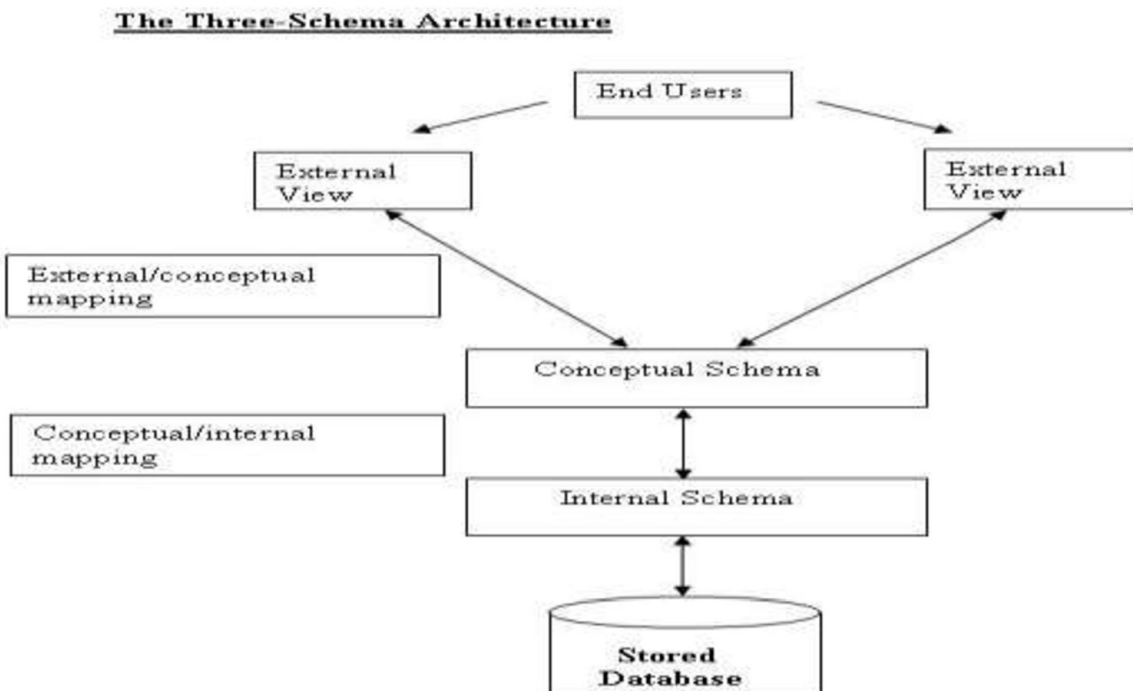 The Three-Schema Architecture
End Users
External
View
External
View
External/conceptual
mapping
Conceptual Schema
Conceptual/internal
mapping
Internal Schema
Stored
Database